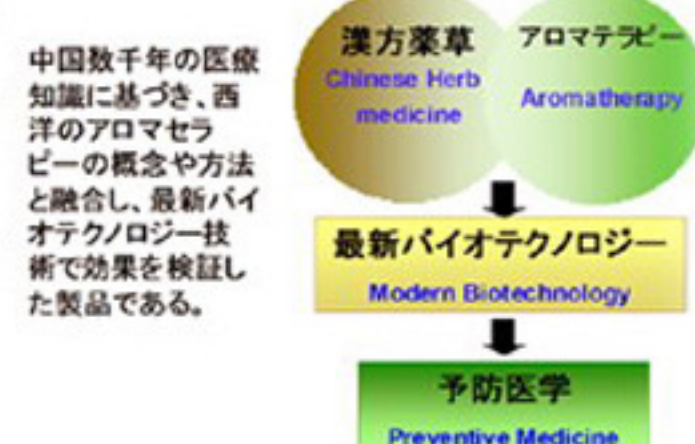 中国数千年の医療
知識に基づき、西
洋のアロマセラ
ピーの概念や方法
と融合し、最新バイ
オテクノロジー技
術で効果を検証し
た製品である。
漢方薬草
Chinese Herb
medicine
アロマテラピー
Aromatherapy
最新バイオテクノロジー
Modern Biotechnology
予防医学
Preventive Medicine